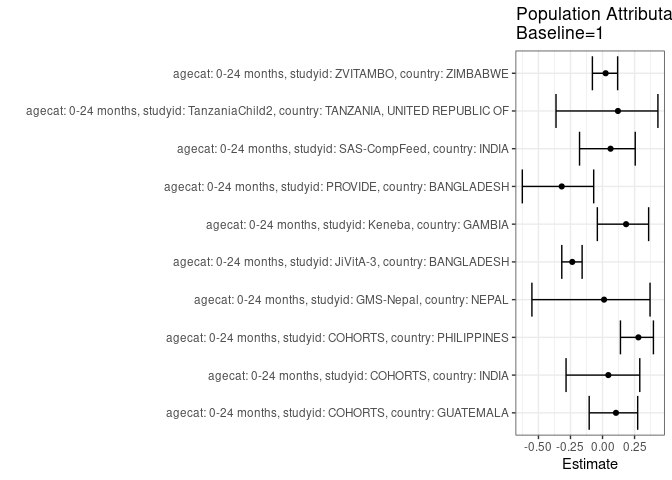 Population Attributa
Baseline=1
agecat: 0-24 months, studyid: ZVITAMBO, country: ZIMBABWE
agecat: 0-24 months, studyid: TanzaniaChild2, country: TANZANIA, UNITED REPUBLIC OF
agecat: 0-24 months, studyid: SAS-CompFeed, country: INDIA
agecat: 0-24 months, studyid: PROVIDE, country: BANGLADESH
agecat: 0-24 months, studyid: Keneba, country: GAMBIA
agecat: 0-24 months, studyid: JiVitA-3, country: BANGLADESH
agecat: 0-24 months, studyid: GMS-Nepal, country: NEPAL
agecat: 0-24 months, studyid: COHORTS, country: PHILIPPINES
agecat: 0-24 months, studyid: COHORTS, country: INDIA
agecat: 0-24 months, studyid: COHORTS, country: GUATEMALA
-0.50 -0.25 0.00 0.25
Estimate